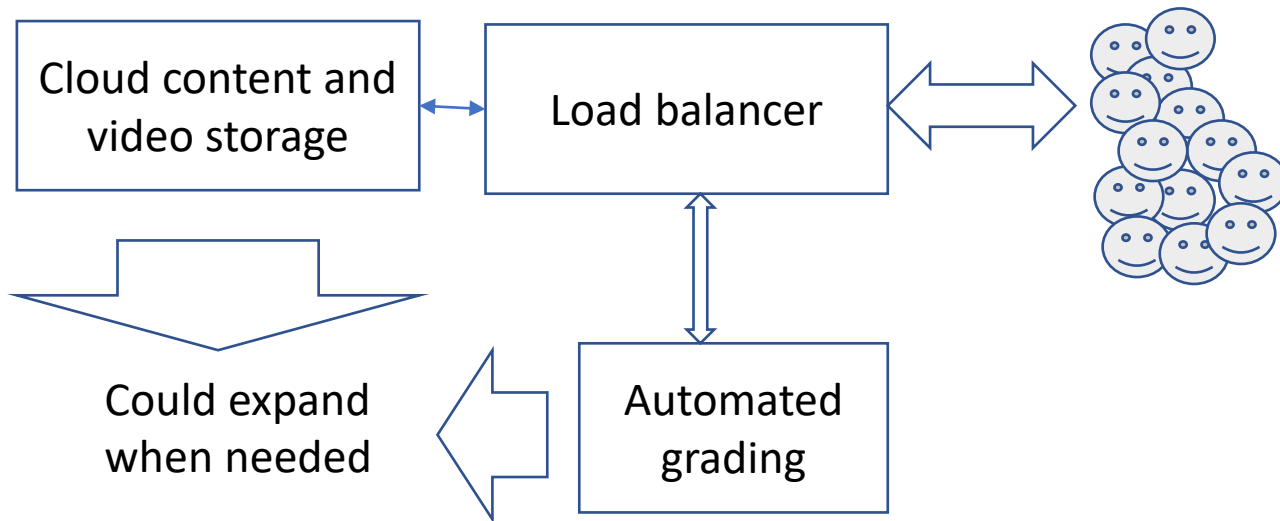 Cloud content and
video storage
Load balancer
Could expand
when needed
Automated
grading